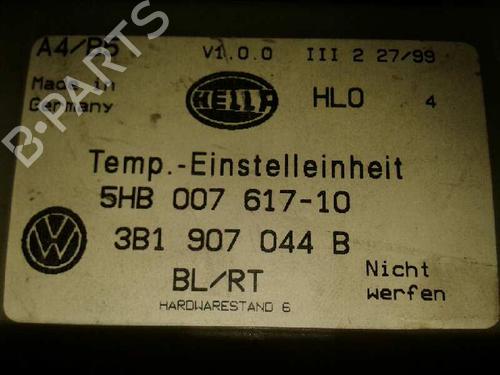 A4/B5 V1.0.0 III 2 27/99
Made in Germany
HELLA
HLO 4
Temp.-Einstelleinheit
5HB 007 617-10
3B1 907 044 B
BL/RT
HARDWARESTAND 6
Nicht werfen
B-PARTS